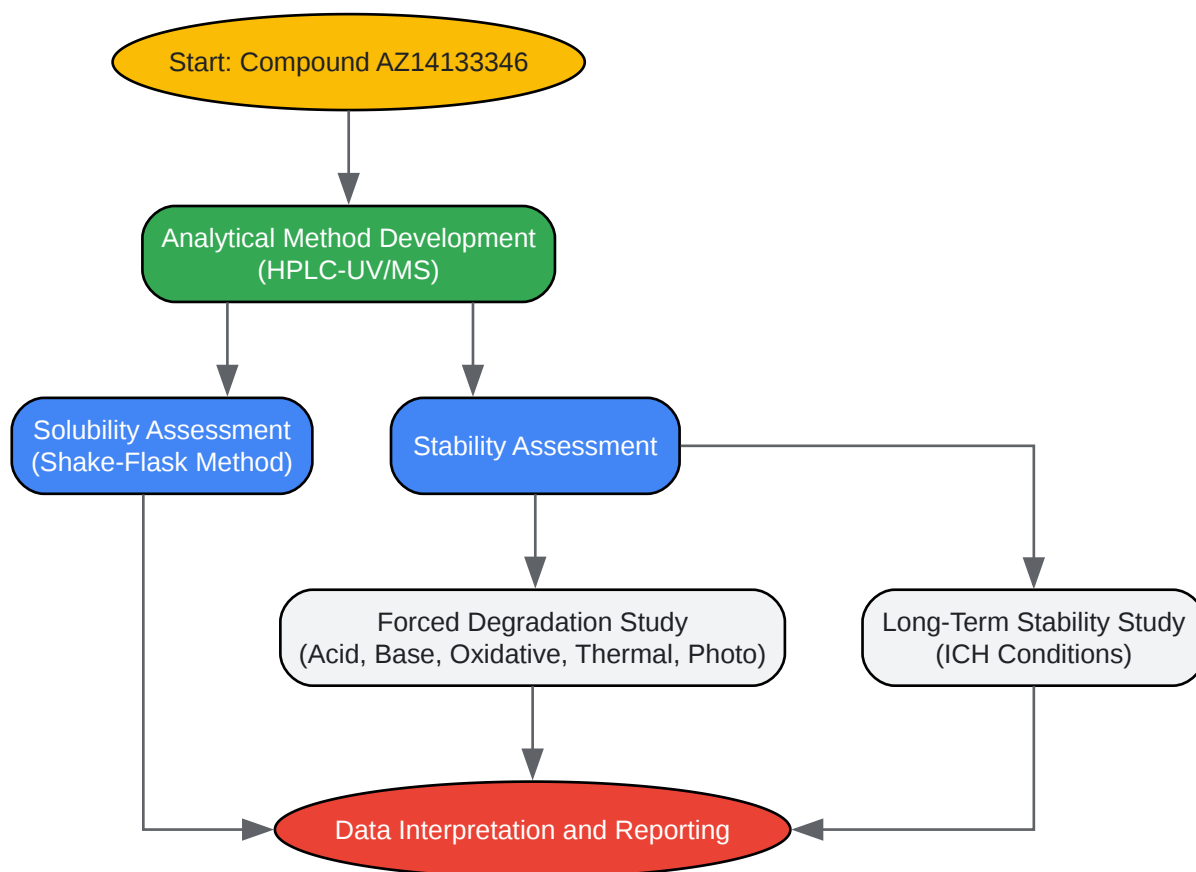 Start: Compound AZ14133346
Analytical Method Development
(HPLC-UV/MS)
Solubility Assessment
(Shake-Flask Method)
Stability Assessment
Forced Degradation Study
(Acid, Base, Oxidative, Thermal, Photo)
Long-Term Stability Study
(ICH Conditions)
Data Interpretation and Reporting